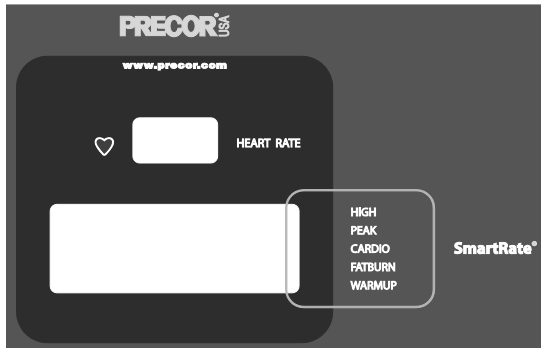 PRECOR® USA
www.precor.com
HEART RATE
HIGH
PEAK
CARDIO
FATBURN
WARMUP
SmartRate®